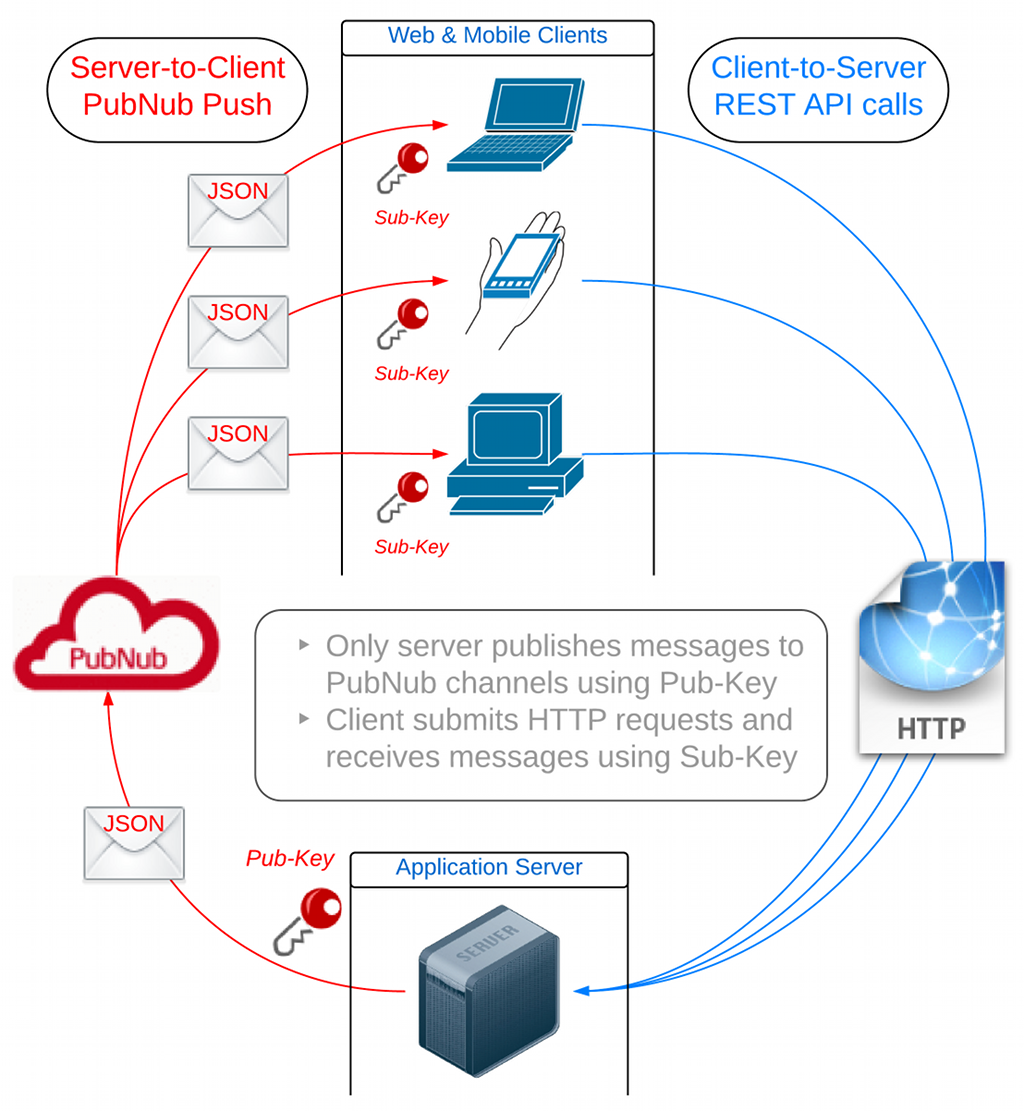 Web & Mobile Clients
Server-to-Client
PubNub Push
Client-to-Server
REST API calls
JSON
Sub-Key
JSON
Sub-Key
JSON
Sub-Key
PubNub
▸ Only server publishes messages to
PubNub channels using Pub-Key
▸ Client submits HTTP requests and
receives messages using Sub-Key
HTTP
JSON
Pub-Key
Application Server
SERVER